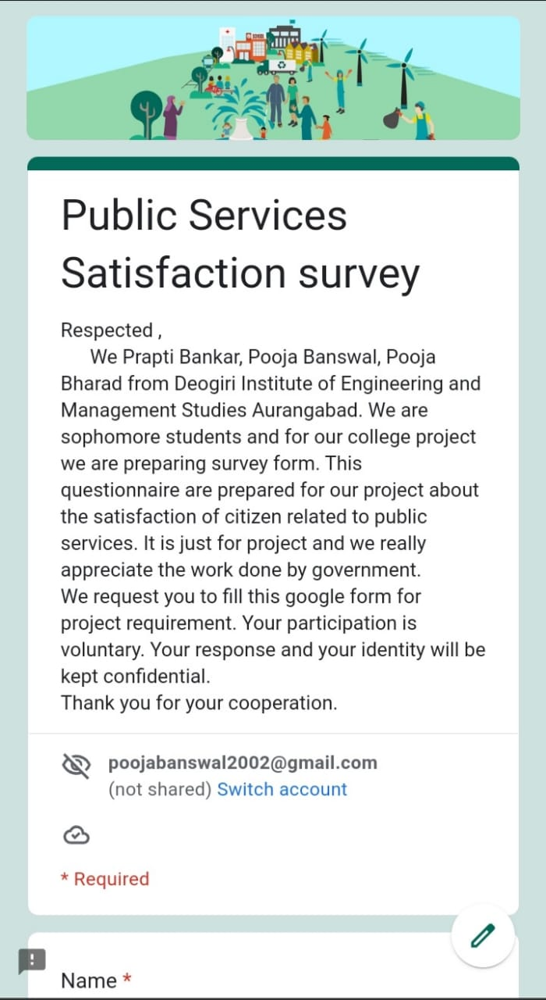 Public Services
Satisfaction survey
Respected ,
We Prapti Bankar, Pooja Banswal, Pooja
Bharad from Deogiri Institute of Engineering and
Management Studies Aurangabad. We are
sophomore students and for our college project
we are preparing survey form. This
questionnaire are prepared for our project about
the satisfaction of citizen related to public
services. It is just for project and we really
appreciate the work done by government.
We request you to fill this google form for
project requirement. Your participation is
voluntary. Your response and your identity will be
kept confidential.
Thank you for your cooperation.
poojabanswal2002@gmail.com
(not shared) Switch account
* Required
Name *